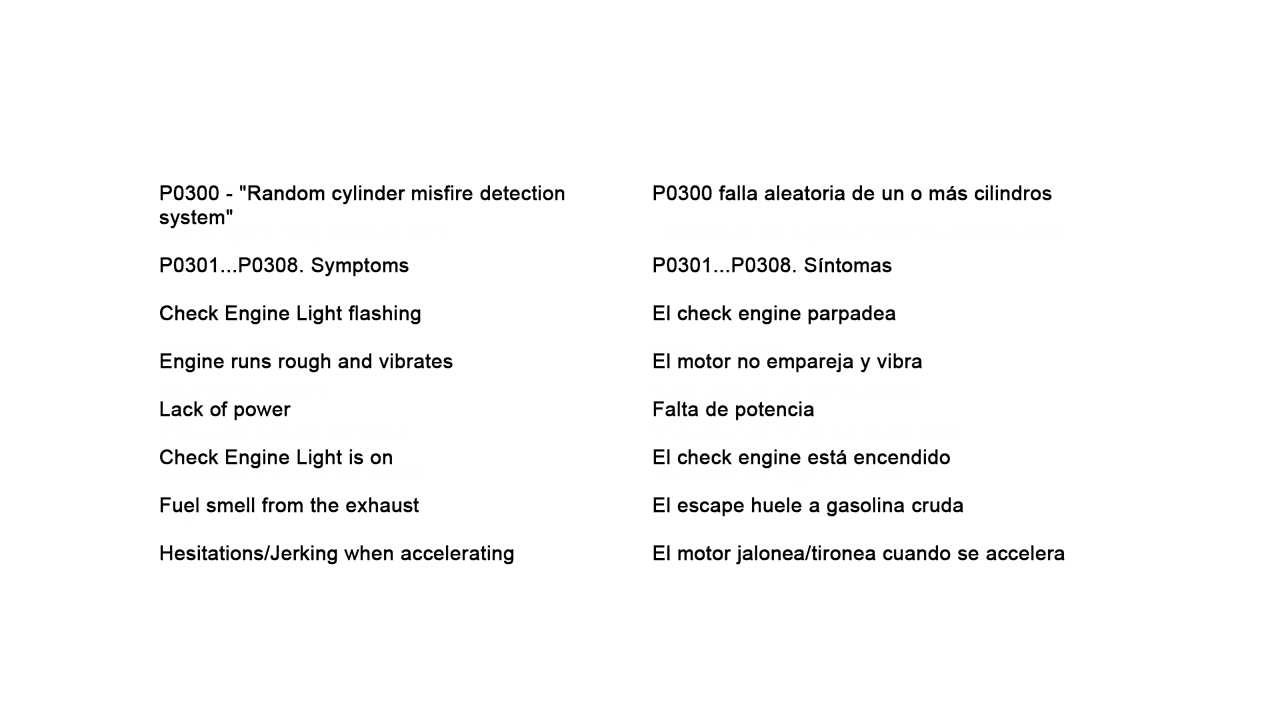 P0300 - "Random cylinder misfire detection
system"
P0301...P0308. Symptoms
Check Engine Light flashing
Engine runs rough and vibrates
Lack of power
Check Engine Light is on
Fuel smell from the exhaust
Hesitations/Jerking when accelerating
P0300 falla aleatoria de un o más cilindros
P0301...P0308. Síntomas
El check engine parpadea
El motor no empareja y vibra
Falta de potencia
El check engine está encendido
El escape huele a gasolina cruda
El motor jalonea/tironea cuando se accelera